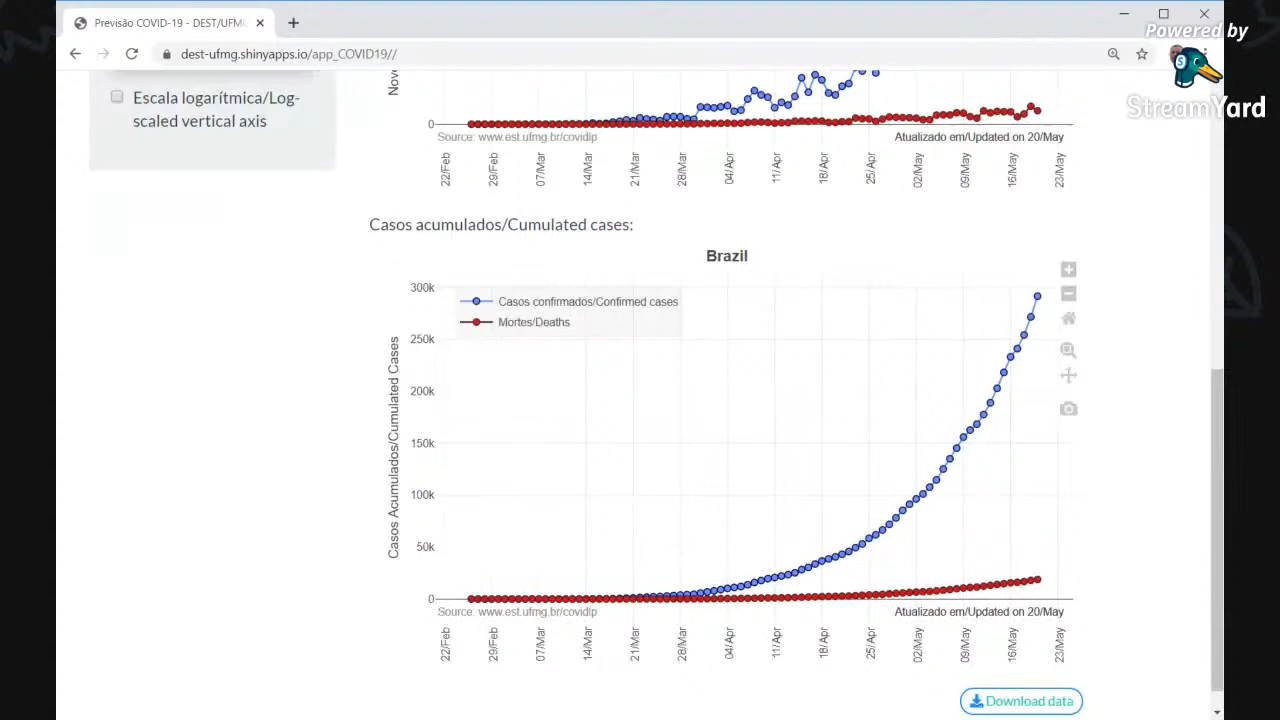 Previsão COVID-19 - DEST/UFMG
Powered by
dest-ufmg.shinyapps.io/app_COVID19//
StreamYard
Escala logarítmica/Log-
scaled vertical axis
Nov
0
Source: www.est.ufmg.br/covidlp
Atualizado em/Updated on 20/May
22/Feb
29/Feb
07/Mar
14/Mar
21/Mar
28/Mar
04/Apr
11/Apr
18/Apr
25/Apr
02/May
09/May
16/May
23/May
Casos acumulados/Cumulated cases:
Brazil
Casos confirmados/Confirmed cases
Mortes/Deaths
Casos Acumulados/Cumulated Cases
300k
250k
200k
150k
100k
50k
0
Source: www.est.ufmg.br/covidlp
Atualizado em/Updated on 20/May
22/Feb
29/Feb
07/Mar
14/Mar
21/Mar
28/Mar
04/Apr
11/Apr
18/Apr
25/Apr
02/May
09/May
16/May
23/May
Download data